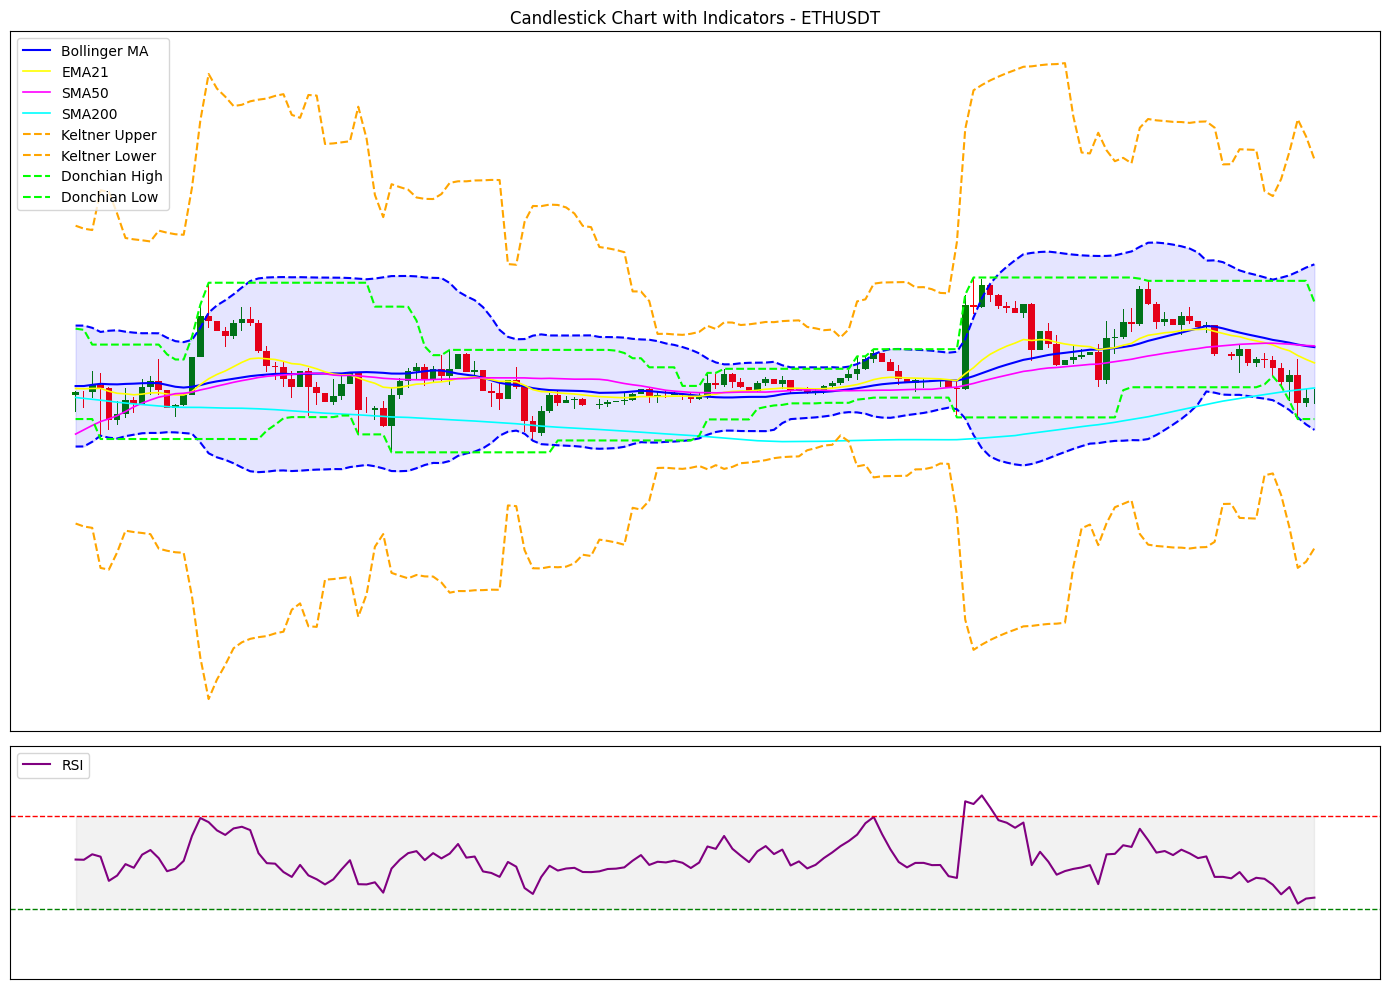 Candlestick Chart with Indicators - ETHUSDT
Bollinger MA
EMA21
SMA50
SMA200
Keltner Upper
Keltner Lower
Donchian High
Donchian Low
RSI